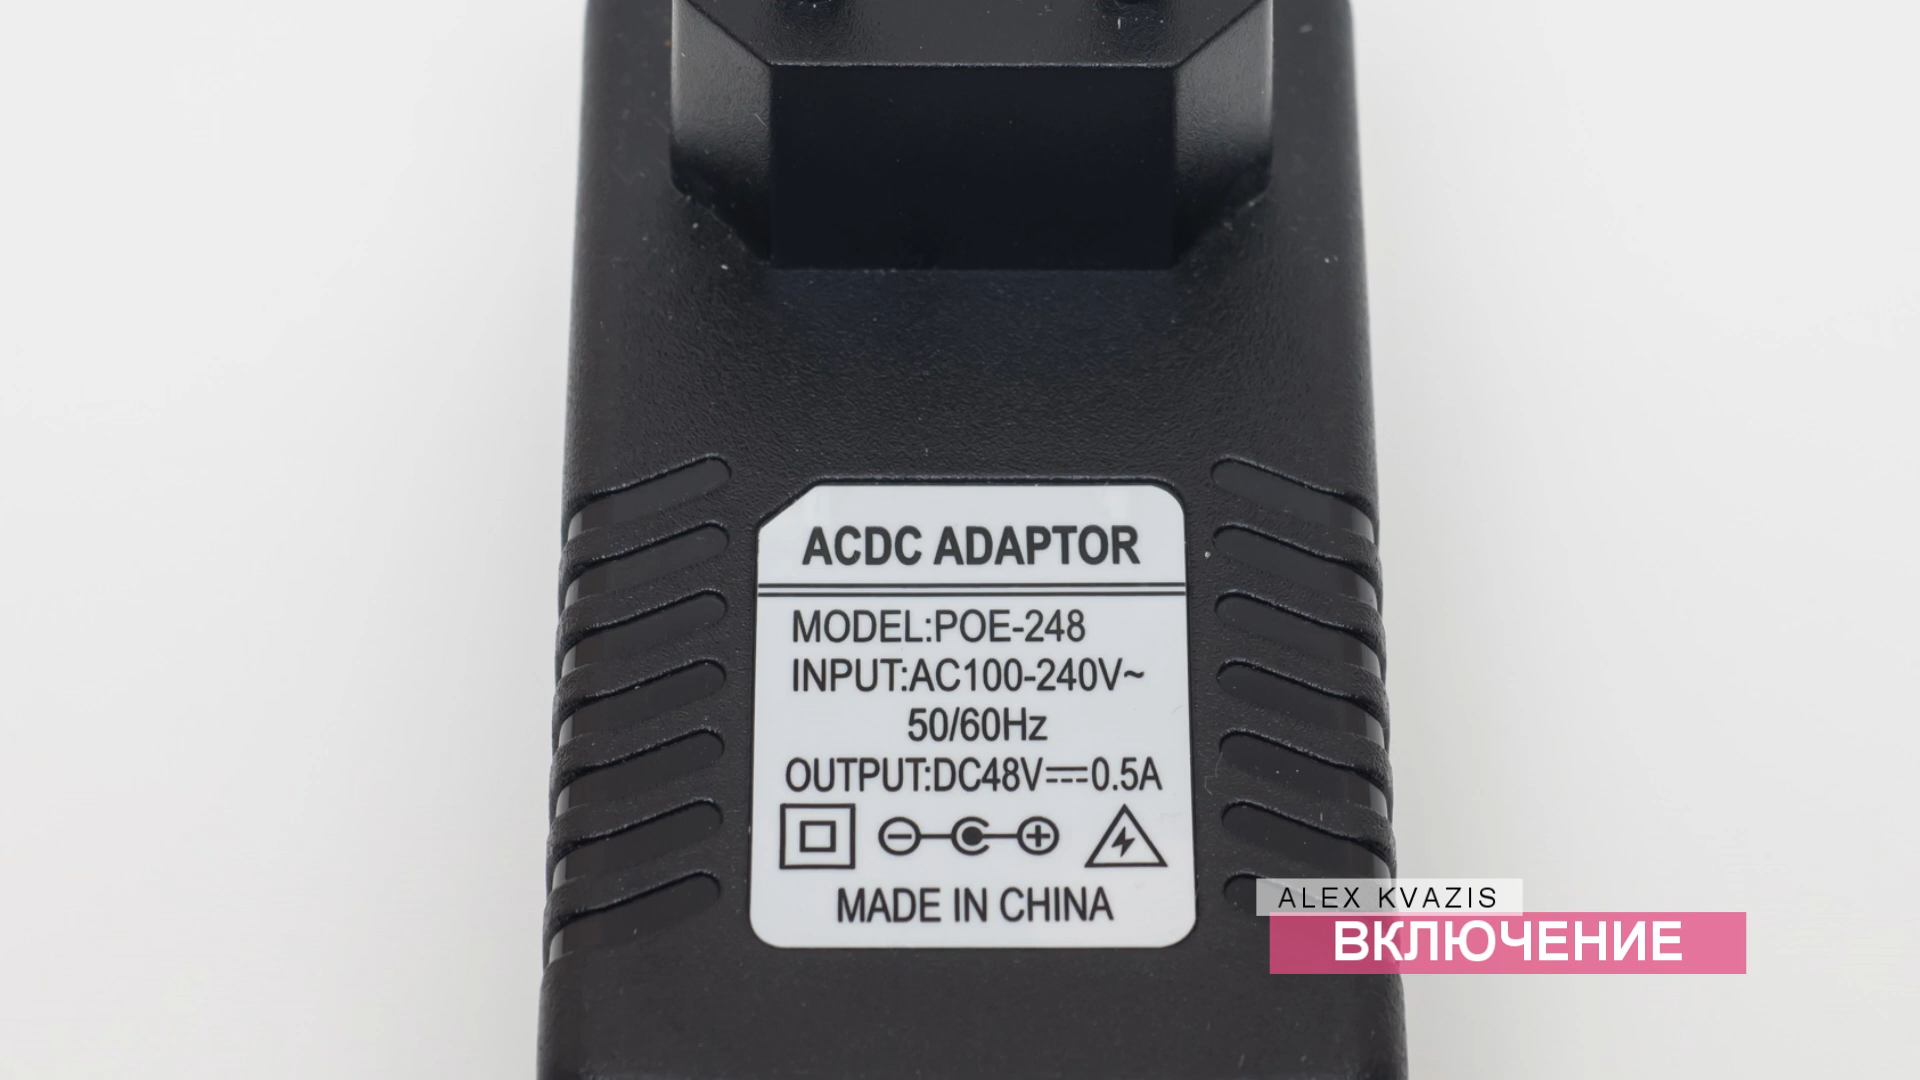 ACDC ADAPTOR
MODEL:POE-248
INPUT:AC100-240V~
50/60Hz
OUTPUT:DC48V⎓0.5A
MADE IN CHINA
ALEX KVAZIS
ВКЛЮЧЕНИЕ